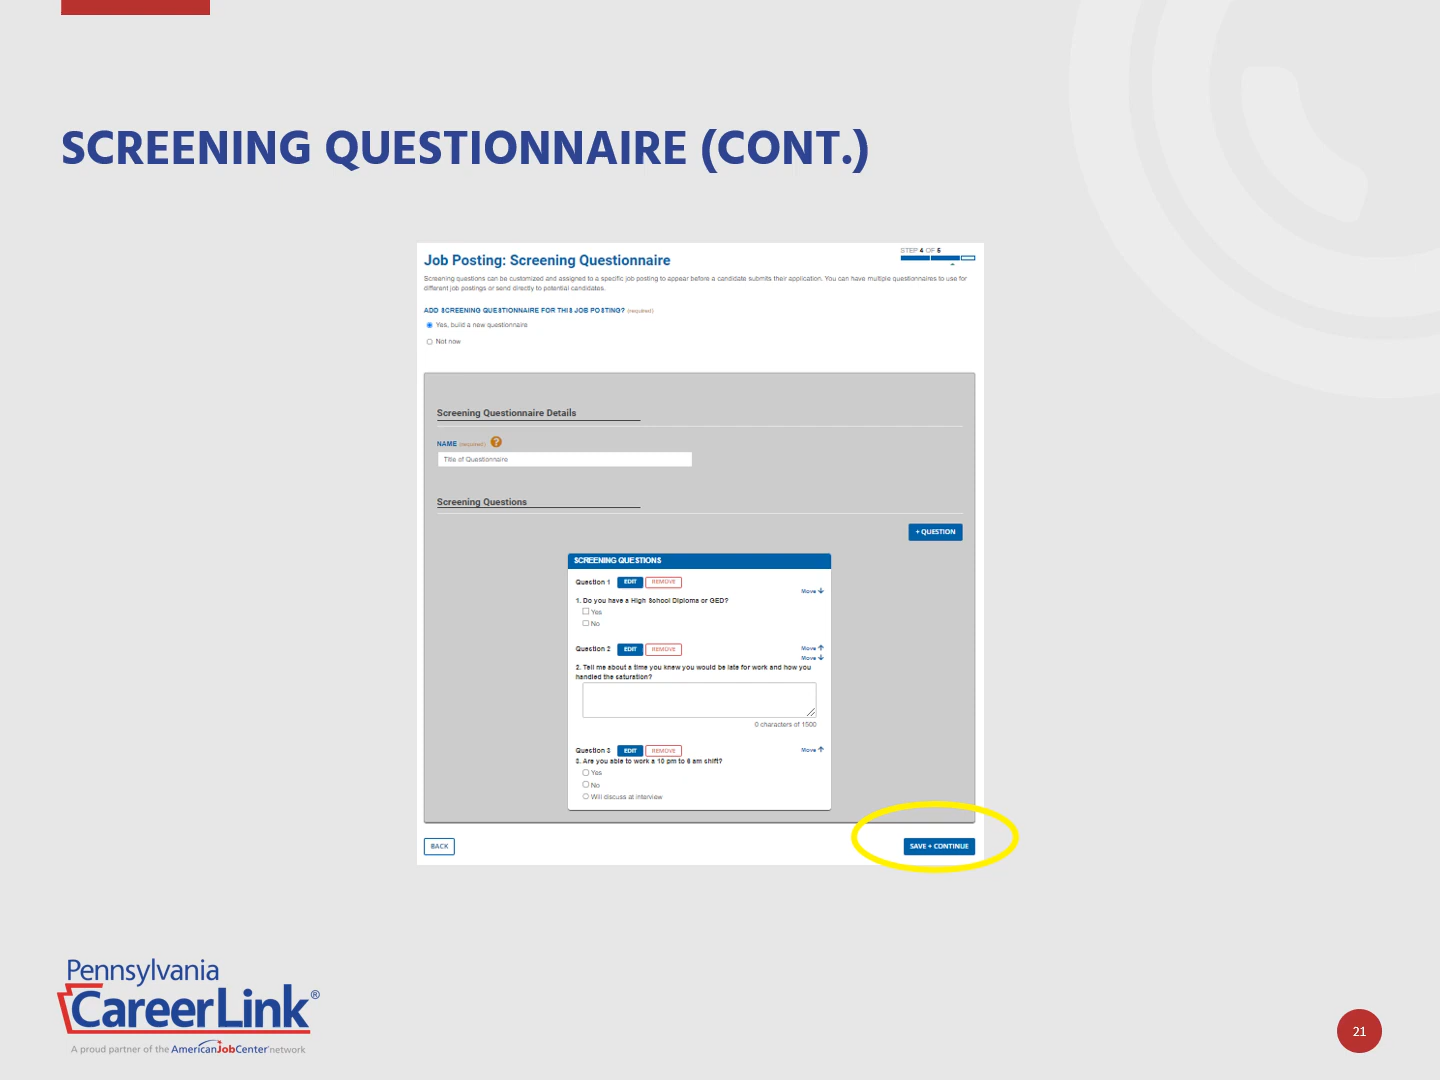 SCREENING QUESTIONNAIRE (CONT.)
STEP 4 OF 5
Job Posting: Screening Questionnaire
Screening questions can be customized and assigned to a specific job posting to appear before a candidate submits their application. You can have multiple questionnaires to use for
different job postings or send directly to potential candidates.
ADD SCREENING QUESTIONNAIRE FOR THIS JOB POSTING? (required)
Yes, build a new questionnaire
Not now
Screening Questionnaire Details
NAME (required) ?
Title of Questionnaire
Screening Questions
+ QUESTION
SCREENING QUESTIONS
Question 1 EDIT REMOVE
Move ↓
1. Do you have a High School Diploma or GED?
Yes
No
Question 2 EDIT REMOVE
Move ↑
Move ↓
2. Tell me about a time you knew you would be late for work and how you
handled the saturation?
0 characters of 1500
Question 3 EDIT REMOVE
Move ↑
3. Are you able to work a 10 pm to 6 am shift?
Yes
No
Will discuss at interview
BACK
SAVE + CONTINUE
Pennsylvania
CareerLink®
A proud partner of the AmericanJobCenter network
21